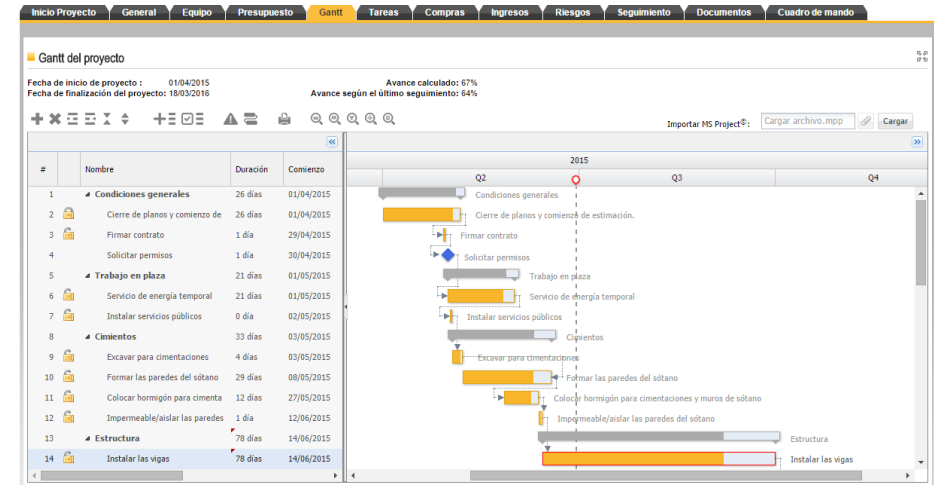 Inicio Proyecto General Equipo Presupuesto Gantt Tareas Compras Ingresos Riesgos Seguimiento Documentos Cuadro de mando
Gantt del proyecto
Fecha de inicio de proyecto : 01/04/2015 Avance calculado: 67%
Fecha de finalización del proyecto: 18/03/2016 Avance según el último seguimiento: 64%
Importar MS Project©: Cargar archivo.mpp Cargar
# Nombre Duración Comienzo
2015
Q2 Q3 Q4
1 Condiciones generales 26 días 01/04/2015 Condiciones generales
2 Cierre de planos y comienzo de 26 días 01/04/2015 Cierre de planos y comienzo de estimación.
3 Firmar contrato 1 día 29/04/2015 Firmar contrato
4 Solicitar permisos 1 día 30/04/2015 Solicitar permisos
5 Trabajo en plaza 21 días 01/05/2015 Trabajo en plaza
6 Servicio de energía temporal 21 días 01/05/2015 Servicio de energía temporal
7 Instalar servicios públicos 0 día 02/05/2015 Instalar servicios públicos
8 Cimientos 33 días 03/05/2015 Cimientos
9 Excavar para cimentaciones 4 días 03/05/2015 Excavar para cimentaciones
10 Formar las paredes del sótano 29 días 08/05/2015 Formar las paredes del sótano
11 Colocar hormigón para cimenta 12 días 27/05/2015 Colocar hormigón para cimentaciones y muros de sótano
12 Impermeable/aislar las paredes 1 día 12/06/2015 Impermeable/aislar las paredes del sótano
13 Estructura 78 días 14/06/2015 Estructura
14 Instalar las vigas 78 días 14/06/2015 Instalar las vigas